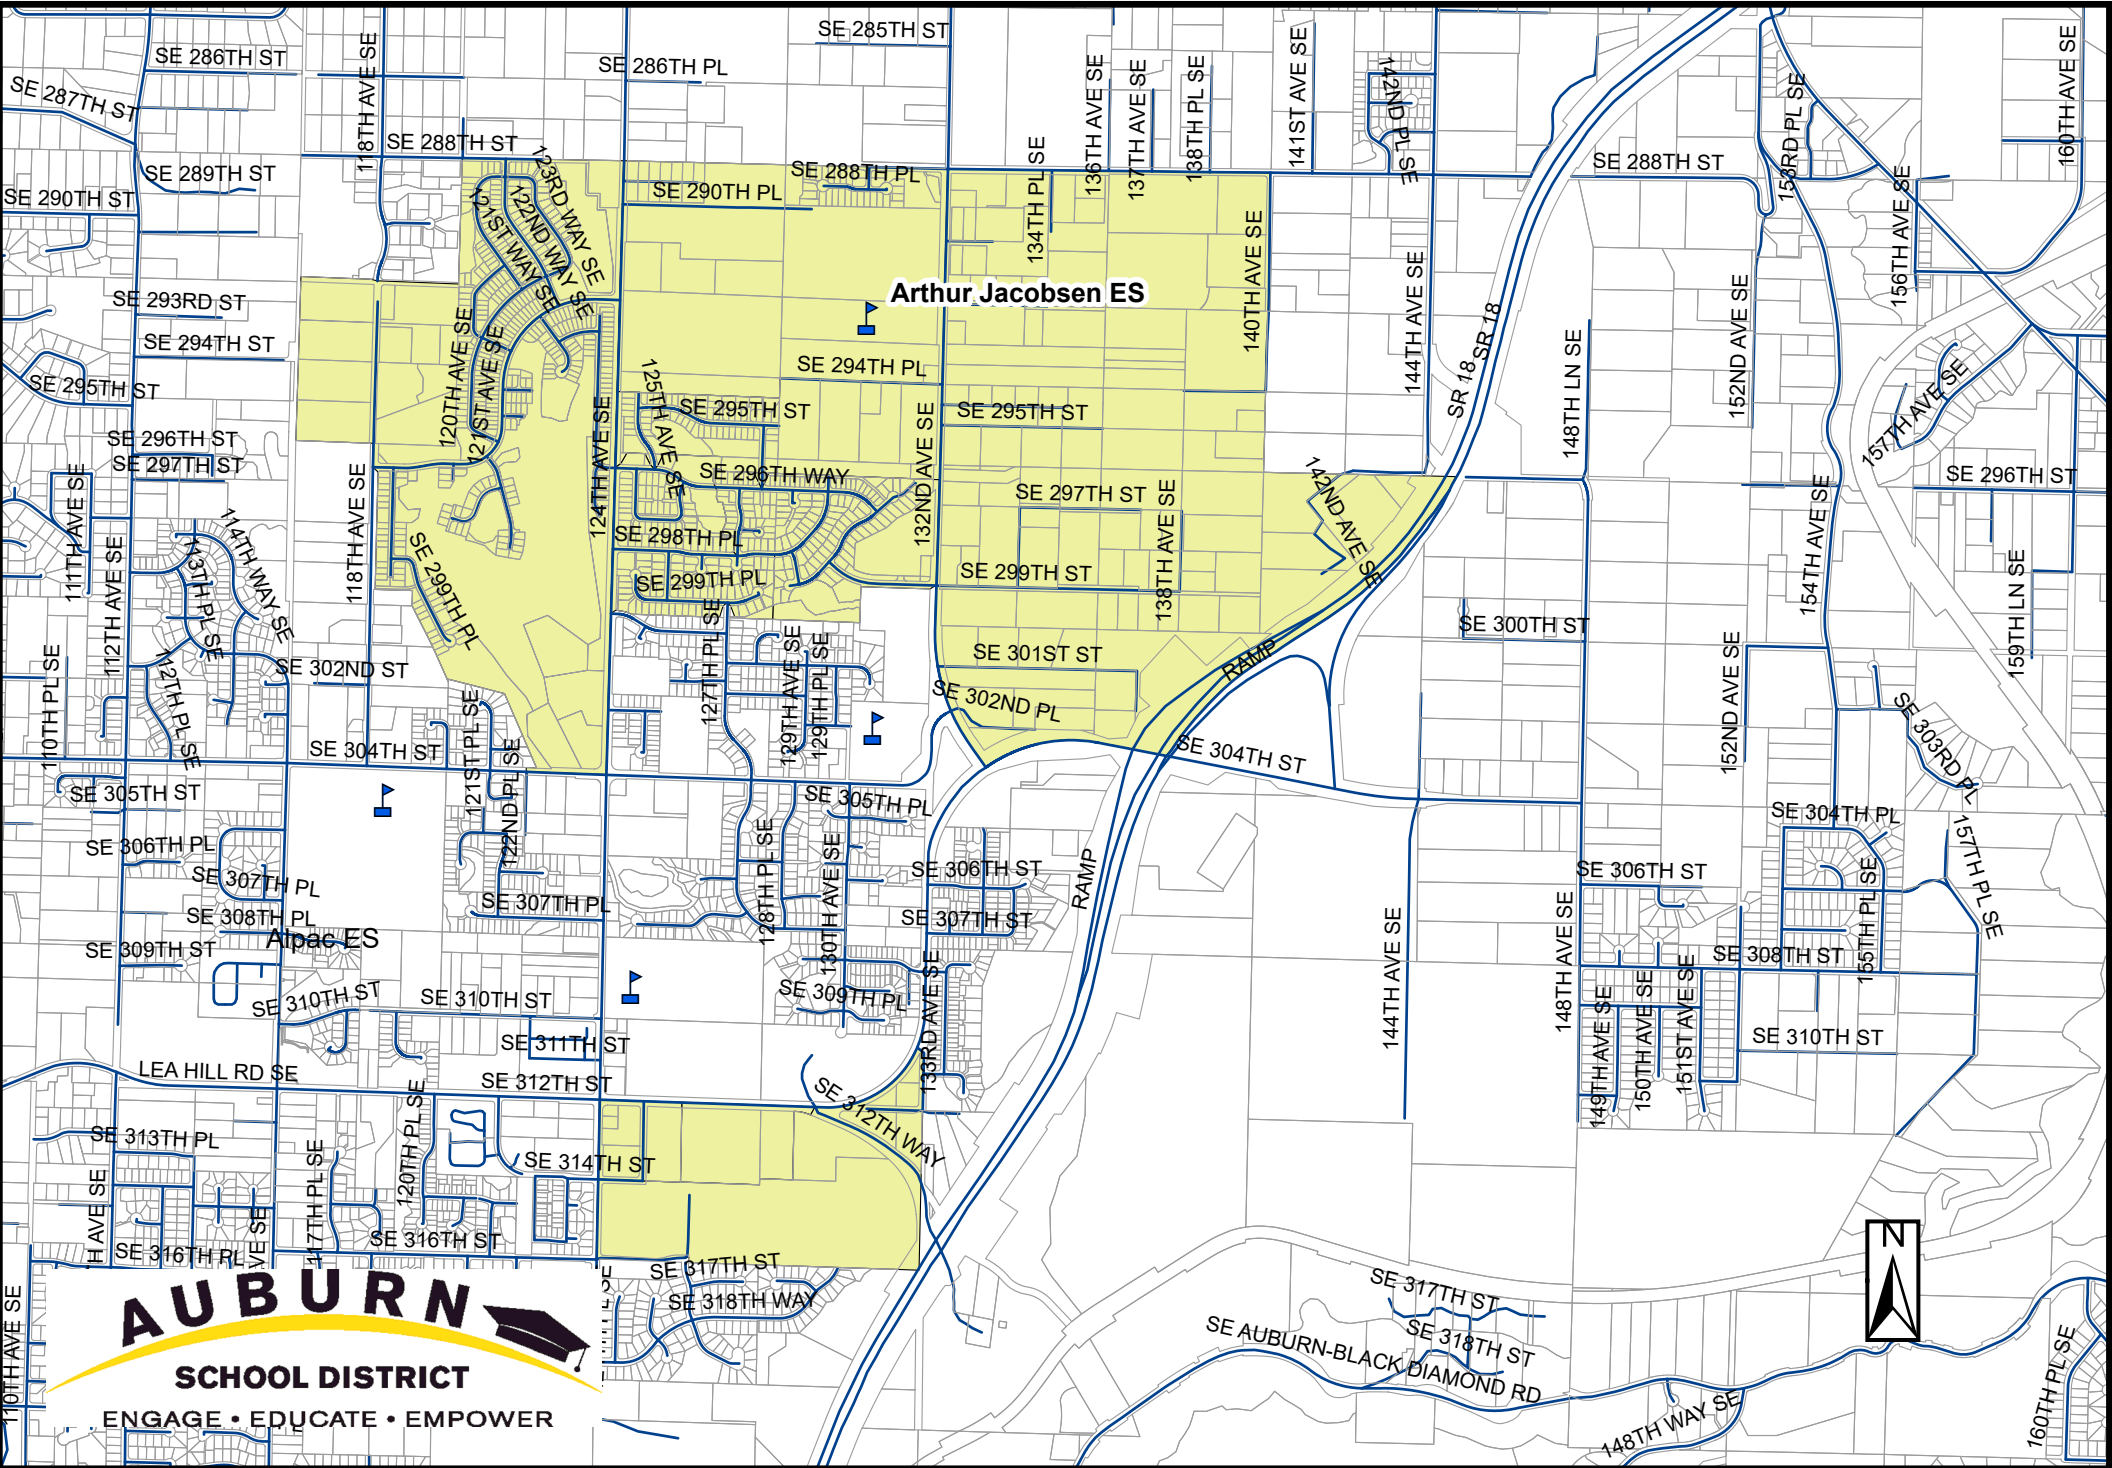 SE 285TH ST
SE 286TH ST
118TH AVE SE
SE 286TH PL
136TH AVE SE
137TH AVE SE
138TH PL SE
141ST AVE SE
142ND PL SE
153RD PL SE
160TH AVE SE
SE 287TH ST
SE 288TH ST
123RD WAY SE
SE 288TH PL
134TH PL SE
SE 288TH ST
SE 289TH ST
SE 290TH ST
121ST WAY SE
122ND WAY SE
SE 290TH PL
140TH AVE SE
144TH AVE SE
156TH AVE SE
Arthur Jacobsen ES
SE 293RD ST
SE 294TH ST
120TH AVE SE
121ST AVE SE
SE 294TH PL
SR 18
SR 18
148TH LN SE
152ND AVE SE
SE 295TH ST
125TH AVE SE
SE 295TH ST
SE 295TH ST
157TH AVE SE
SE 296TH ST
SE 297TH ST
118TH AVE SE
124TH AVE SE
SE 296TH WAY
132ND AVE SE
SE 297TH ST
138TH AVE SE
142ND AVE SE
154TH AVE SE
SE 296TH ST
111TH AVE SE
112TH AVE SE
113TH PL SE
114TH WAY SE
SE 299TH PL
SE 298TH PL
SE 299TH PL
SE 299TH ST
159TH LN SE
110TH PL SE
112TH PL SE
SE 302ND ST
127TH PL SE
129TH AVE SE
129TH PL SE
SE 301ST ST
SE 302ND PL
RAMP
SE 300TH ST
152ND AVE SE
SE 303RD PL
SE 304TH ST
121ST PL SE
122ND PL SE
SE 304TH ST
SE 305TH ST
SE 305TH PL
SE 304TH PL
SE 306TH PL
SE 307TH PL
128TH PL SE
130TH AVE SE
SE 306TH ST
RAMP
SE 306TH ST
155TH PL SE
157TH PL SE
SE 308TH PL
SE 307TH PL
SE 307TH ST
144TH AVE SE
148TH AVE SE
Alpac ES
SE 309TH ST
SE 308TH ST
SE 310TH ST
SE 310TH ST
SE 309TH PL
133RD AVE SE
149TH AVE SE
150TH AVE SE
151ST AVE SE
SE 310TH ST
SE 311TH ST
LEA HILL RD SE
SE 312TH ST
SE 312TH WAY
120TH PL SE
SE 313TH PL
117TH PL SE
SE 314TH ST
H AVE SE
SE 316TH PL
VE SE
SE 316TH ST
SE 317TH ST
SE 318TH WAY
SE 317TH ST
SE 318TH ST
SE AUBURN-BLACK DIAMOND RD
148TH WAY SE
160TH PL SE
110TH AVE SE
N
AUBURN
SCHOOL DISTRICT
ENGAGE • EDUCATE • EMPOWER